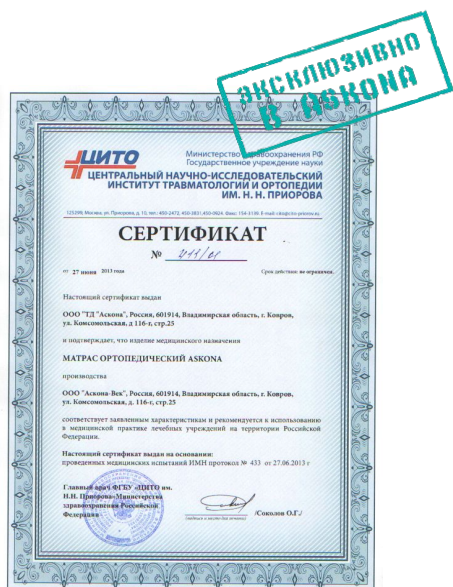 ЭКСКЛЮЗИВНО
В ASKONA
ЦИТО
Министерство здравоохранения РФ
Государственное учреждение науки
ЦЕНТРАЛЬНЫЙ НАУЧНО-ИССЛЕДОВАТЕЛЬСКИЙ
ИНСТИТУТ ТРАВМАТОЛОГИИ И ОРТОПЕДИИ
ИМ. Н. Н. ПРИОРОВА
СЕРТИФИКАТ
№
от 27 июня 2013 года Срок действия: не ограничен.
Настоящий сертификат выдан
ООО "ТД "Аскона", Россия, 601914, Владимирская область, г. Ковров,
ул. Комсомольская, д 116-г, стр.25
и подтверждает, что изделие медицинского назначения
МАТРАС ОРТОПЕДИЧЕСКИЙ ASKONA
производства
ООО "Аскона-Век", Россия, 601914, Владимирская область, г. Ковров,
ул. Комсомольская, д. 116-г, стр.25
соответствует заявленным характеристикам и рекомендуется к использованию
в медицинской практике лечебных учреждений на территории Российской
Федерации.
Настоящий сертификат выдан на основании:
проведенных медицинских испытаний ИМН протокол № 433 от 27.06.2013 г
Главный врач ФГБУ «ЦИТО им.
Н.Н. Приорова»Министерства
здравоохранения Российской
Федерации
/Соколов О.Г./